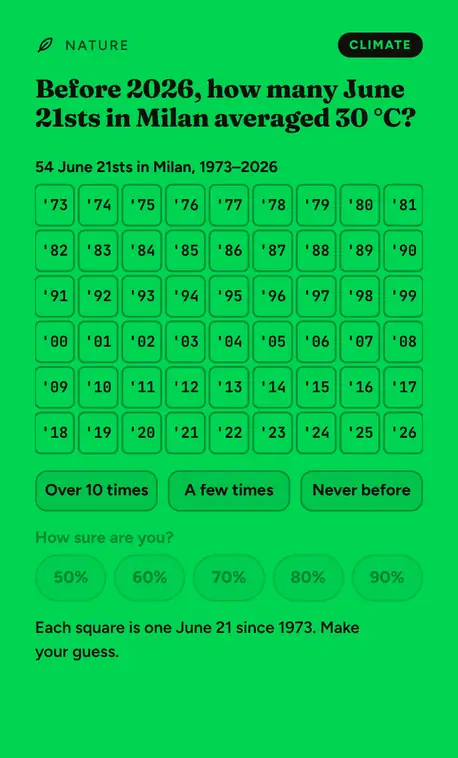 NATURE
CLIMATE
Before 2026, how many June
21sts in Milan averaged 30 °C?
54 June 21sts in Milan, 1973–2026
'73 '74 '75 '76 '77 '78 '79 '80 '81
'82 '83 '84 '85 '86 '87 '88 '89 '90
'91 '92 '93 '94 '95 '96 '97 '98 '99
'00 '01 '02 '03 '04 '05 '06 '07 '08
'09 '10 '11 '12 '13 '14 '15 '16 '17
'18 '19 '20 '21 '22 '23 '24 '25 '26
Over 10 times
A few times
Never before
How sure are you?
50% 60% 70% 80% 90%
Each square is one June 21 since 1973. Make
your guess.